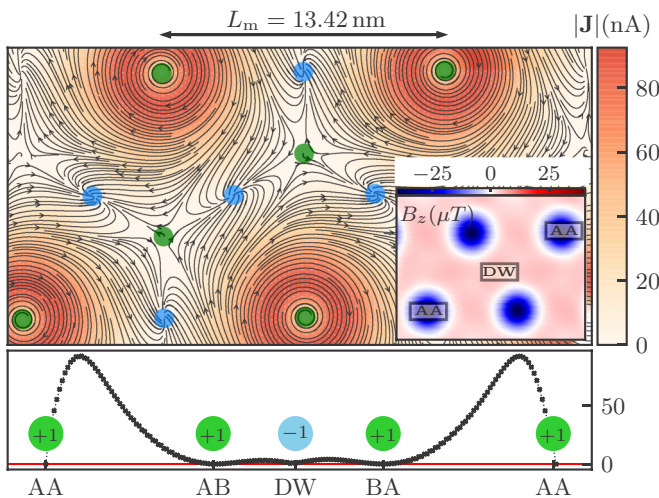 L_m = 13.42 nm
|J|(nA)
80
60
40
20
0
−25 0 25
B_z(μT)
AA
DW
AA
50
0
+1 +1 −1 +1 +1
AA AB DW BA AA